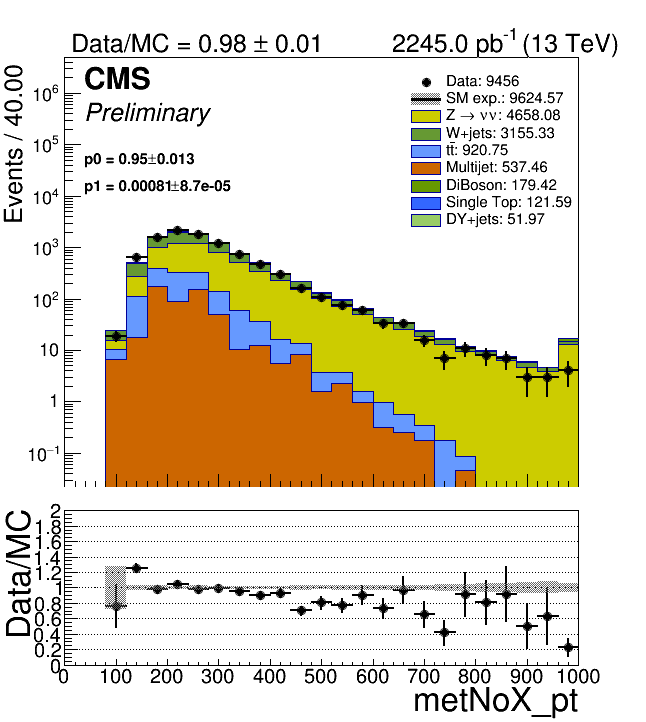 Data/MC = 0.98 ± 0.01 2245.0 pb⁻¹ (13 TeV)
CMS
Preliminary
p0 = 0.95±0.013
p1 = 0.00081±8.7e-05
Data: 9456
SM exp.: 9624.57
Z → νν: 4658.08
W+jets: 3155.33
tt̄: 920.75
Multijet: 537.46
DiBoson: 179.42
Single Top: 121.59
DY+jets: 51.97
Events / 40.00
10⁶
10⁵
10⁴
10³
10²
10
1
10⁻¹
Data/MC
2
1.8
1.6
1.4
1.2
1.0
0.8
0.6
0.4
0.2
0
0 100 200 300 400 500 600 700 800 900 1000
metNoX_pt